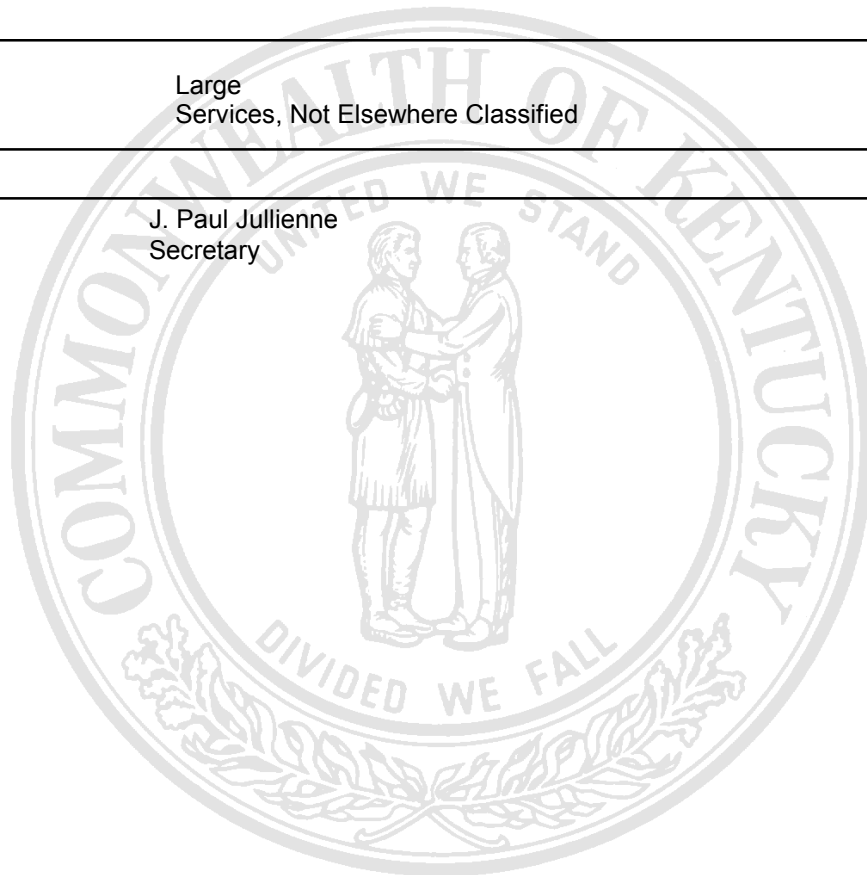 Large
Services, Not Elsewhere Classified
J. Paul Jullienne
Secretary
COMMONWEALTH OF KENTUCKY
UNITED WE STAND
DIVIDED WE FALL